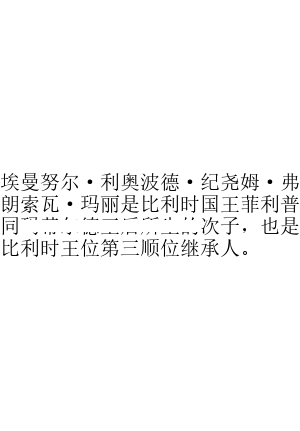 埃曼努尔·利奥波德·纪尧姆·弗
朗索瓦·玛丽是比利时国王菲利普
同玛蒂尔德王后所生的次子，也是
比利时王位第三顺位继承人。